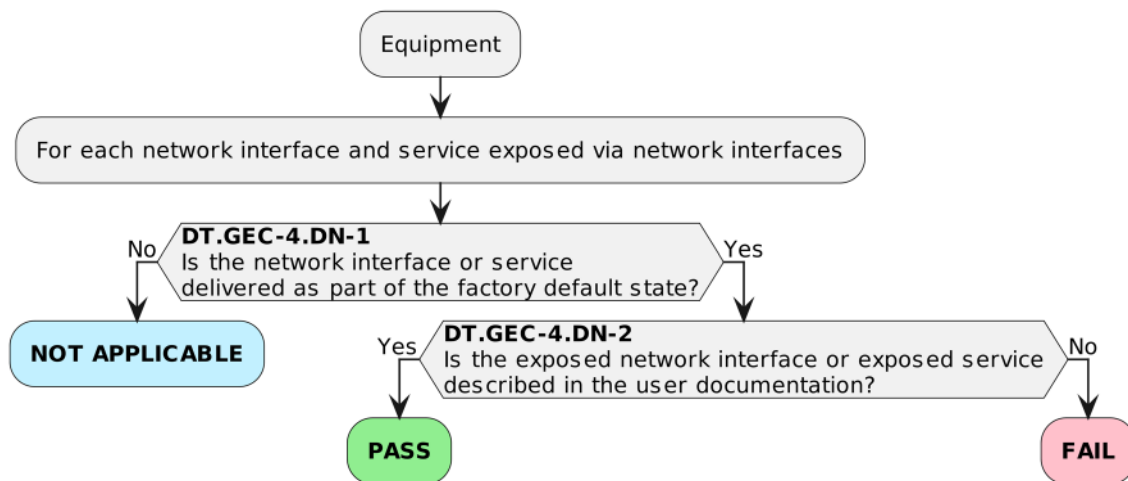 Equipment
For each network interface and service exposed via network interfaces
No
DT.GEC-4.DN-1
Yes
Is the network interface or service
delivered as part of the factory default state?
NOT APPLICABLE
Yes
DT.GEC-4.DN-2
No
Is the exposed network interface or exposed service
described in the user documentation?
PASS
FAIL